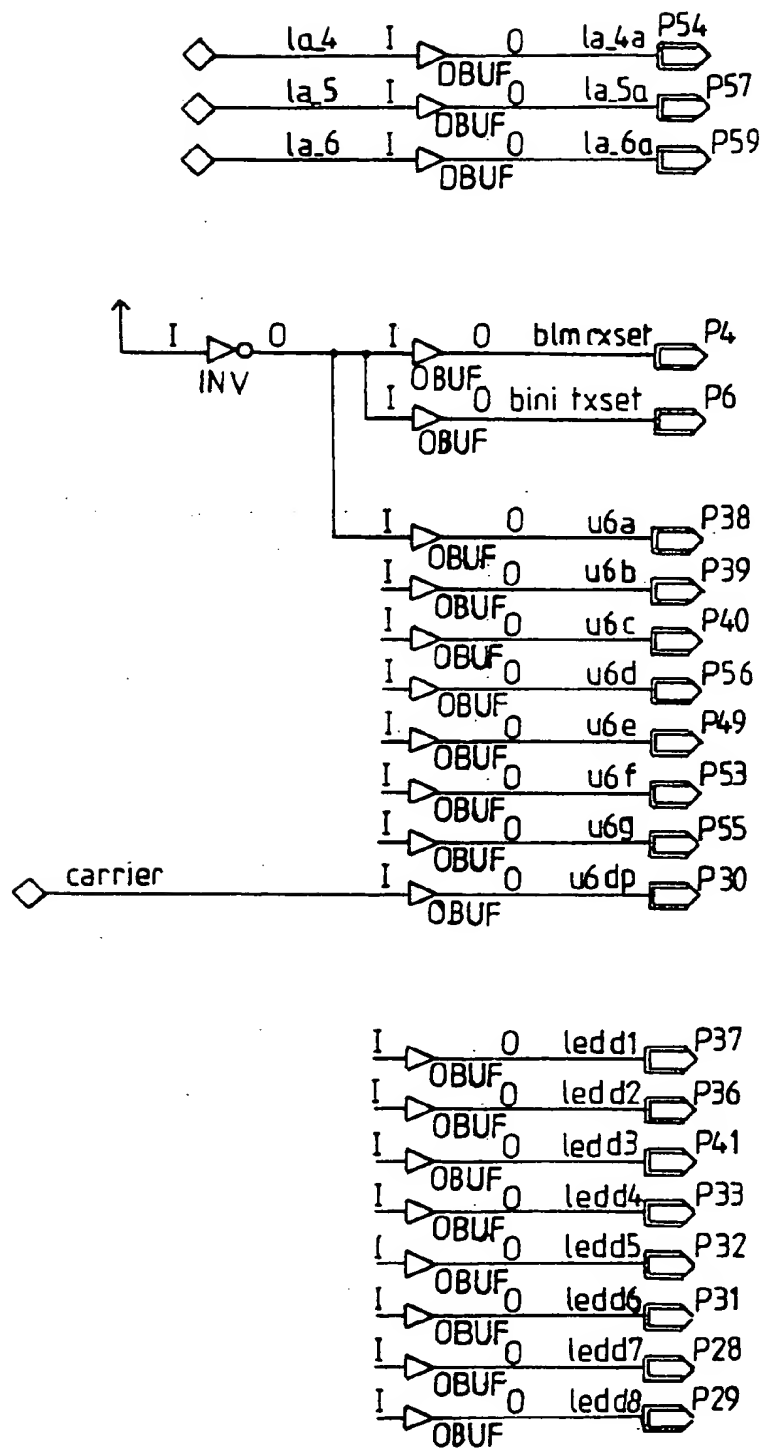 la_4 I O la_4a P54
OBUF
la_5 I O la_5a P57
OBUF
la_6 I O la_6a P59
OBUF
I O I O blmrxset P4
INV OBUF
I O bini txset P6
OBUF
I O u6a P38
OBUF
I O u6b P39
OBUF
I O u6c P40
OBUF
I O u6d P56
OBUF
I O u6e P49
OBUF
I O u6f P53
OBUF
I O u6g P55
OBUF
carrier I O u6dp P30
OBUF
I O ledd1 P37
OBUF
I O ledd2 P36
OBUF
I O ledd3 P41
OBUF
I O ledd4 P33
OBUF
I O ledd5 P32
OBUF
I O ledd6 P31
OBUF
I O ledd7 P28
OBUF
I O ledd8 P29
OBUF